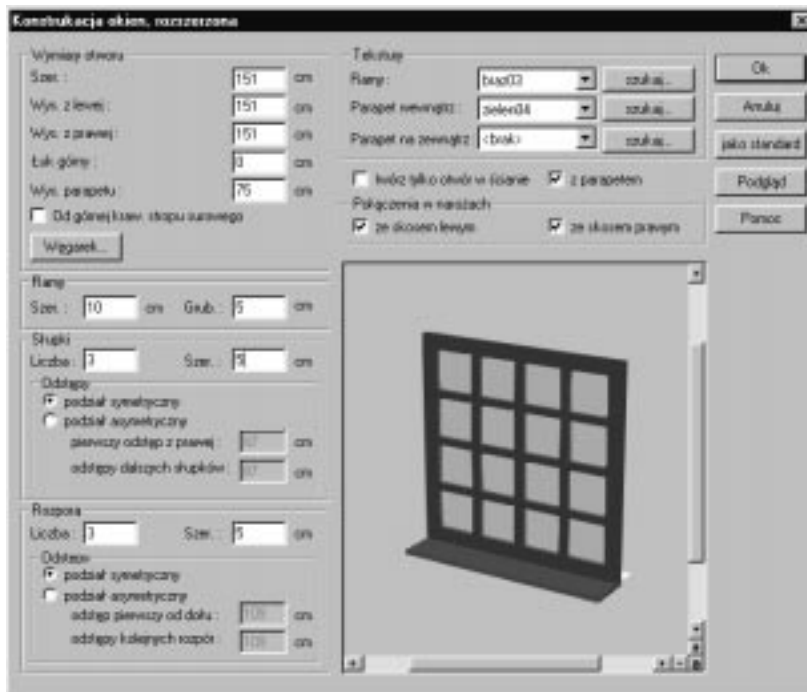 Konstrukcja okien, rozszerzona
Wymiary otworu
Szer. : 151 cm
Wys. z lewej : 151 cm
Wys. z prawej : 151 cm
Łuk górny : 0 cm
Wys. parapetu : 75 cm
Od górnej kraw. stropu surowego
Węgarek...
Ramy
Szer. : 10 cm Grub. : 5 cm
Słupki
Liczba : 3 Szer. : 5 cm
Odstępy
podział symetryczny
podział asymetryczny
pierwszy odstęp z prawej : cm
odstępy dalszych słupków : cm
Rozpora
Liczba : 3 Szer. : 5 cm
Odstępy
podział symetryczny
podział asymetryczny
odstęp pierwszy od dołu : cm
odstępy kolejnych rozpór : cm
Tekstury
Ramy : brąz03 szukaj...
Parapet wewnątrz : zieleń04 szukaj...
Parapet na zewnątrz : <brak> szukaj...
twórz tylko otwór w ścianie z parapetem
Połączenia w narożach
ze skosem lewym ze skosem prawym
Ok
Anuluj
jako standard
Podgląd
Pomoc